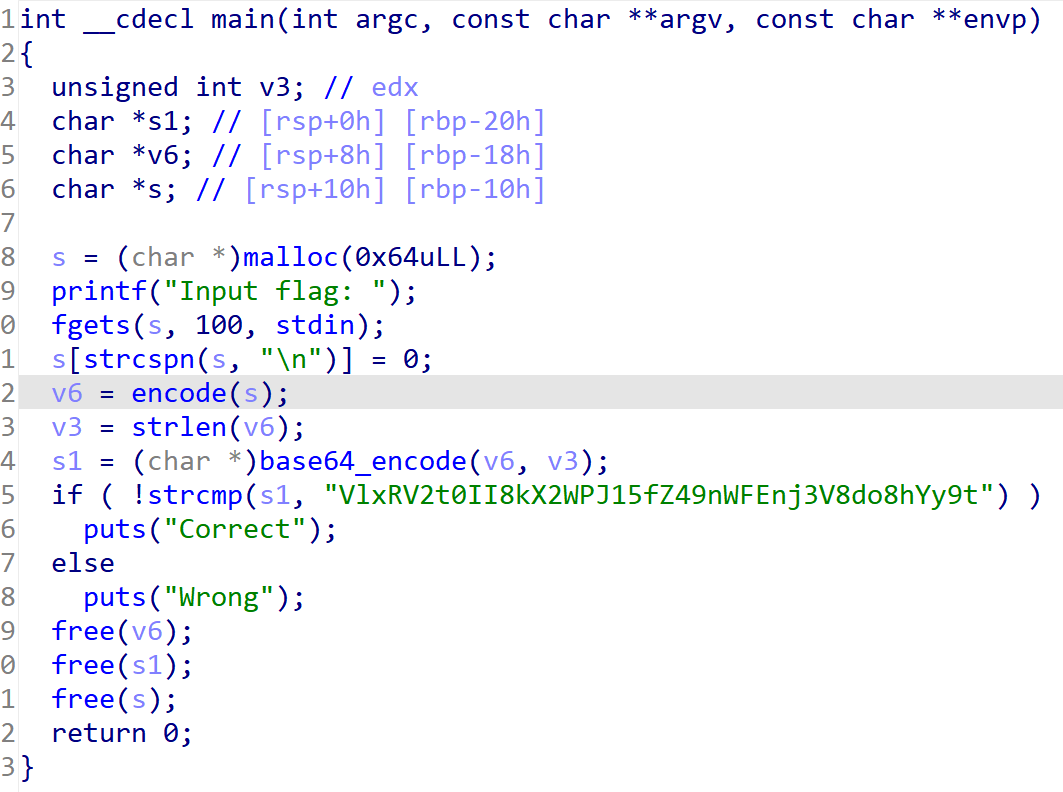 1 int __cdecl main(int argc, const char **argv, const char **envp)
2 {
3   unsigned int v3; // edx
4   char *s1; // [rsp+0h] [rbp-20h]
5   char *v6; // [rsp+8h] [rbp-18h]
6   char *s; // [rsp+10h] [rbp-10h]
7
8   s = (char *)malloc(0x64uLL);
9   printf("Input flag: ");
0   fgets(s, 100, stdin);
1   s[strcspn(s, "\n")] = 0;
2   v6 = encode(s);
3   v3 = strlen(v6);
4   s1 = (char *)base64_encode(v6, v3);
5   if ( !strcmp(s1, "VlxRV2t0II8kX2WPJ15fZ49nWFEnj3V8do8hYy9t") )
6     puts("Correct");
7   else
8     puts("Wrong");
9   free(v6);
0   free(s1);
1   free(s);
2   return 0;
3 }